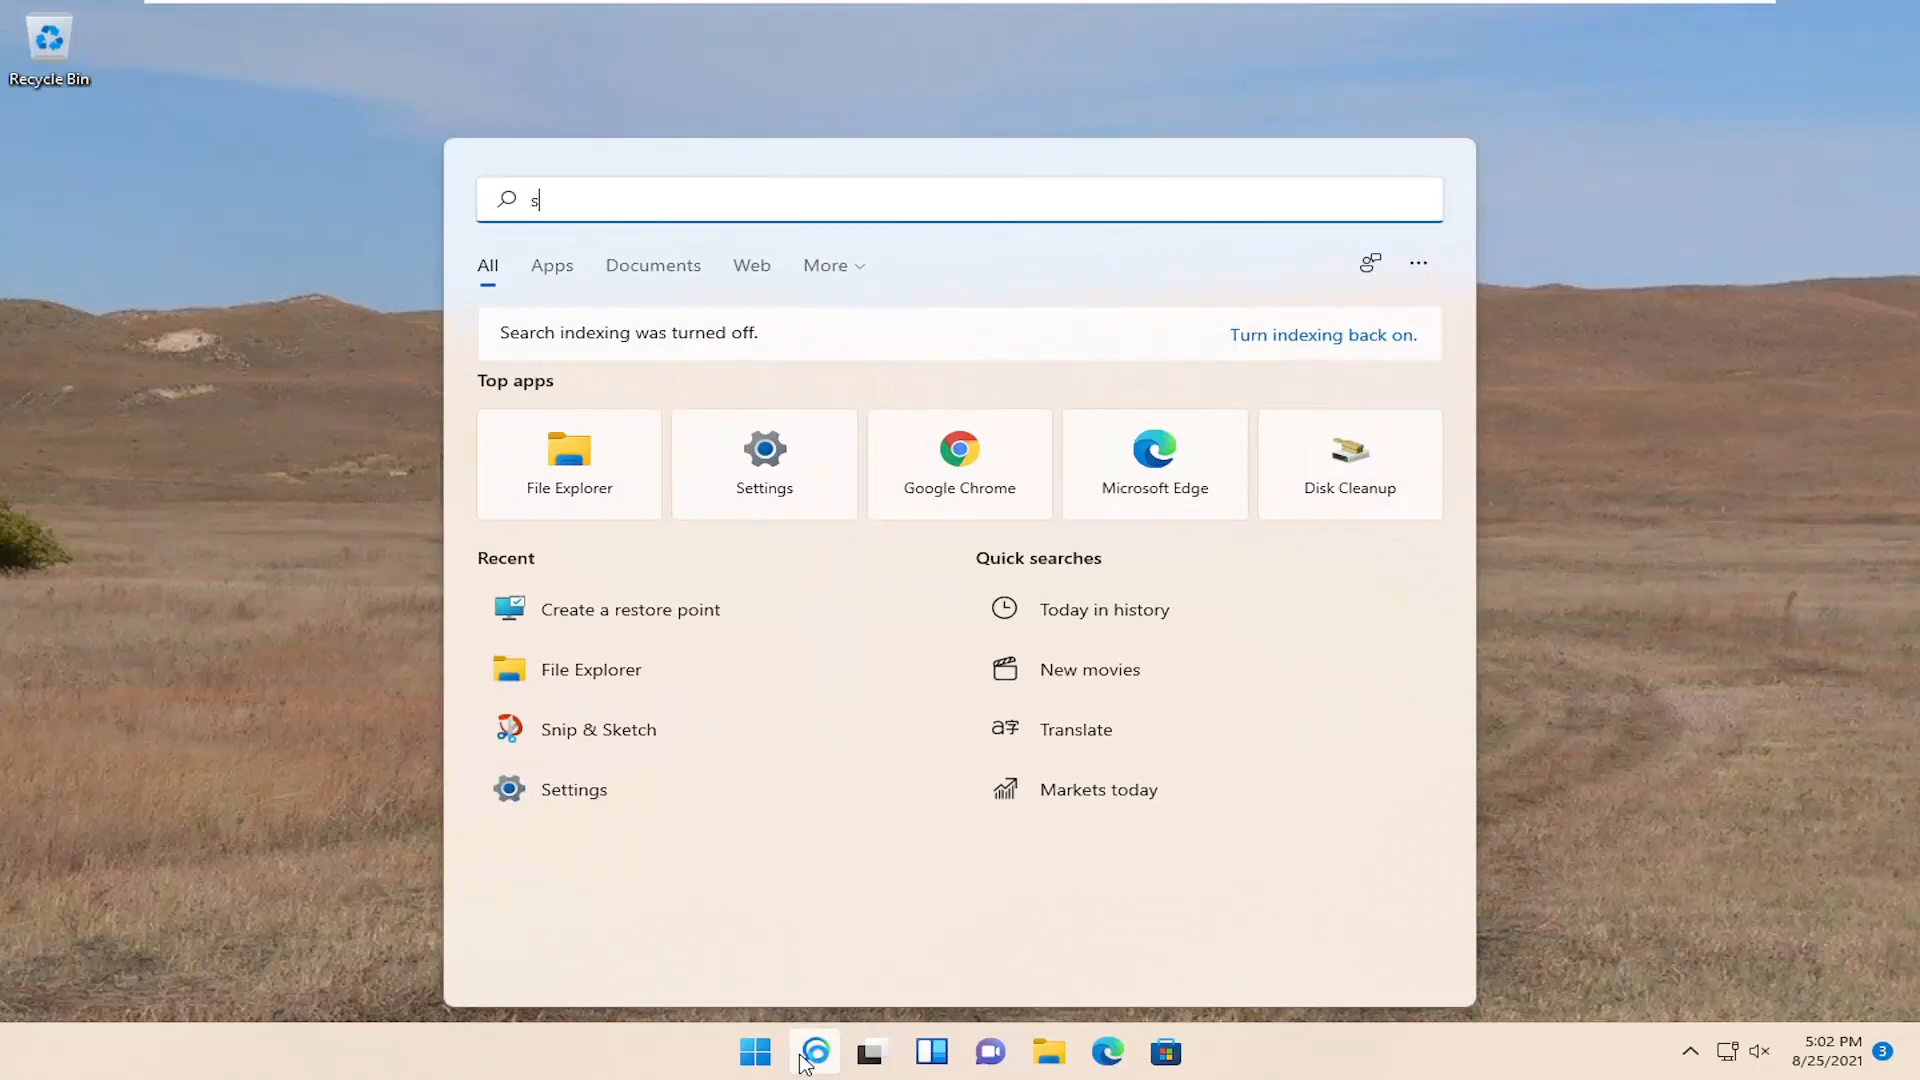 Recycle Bin
s
All Apps Documents Web More
Search indexing was turned off. Turn indexing back on.
Top apps
File Explorer Settings Google Chrome Microsoft Edge Disk Cleanup
Recent Quick searches
Create a restore point Today in history
File Explorer New movies
Snip & Sketch Translate
Settings Markets today
5:02 PM
8/25/2021 3